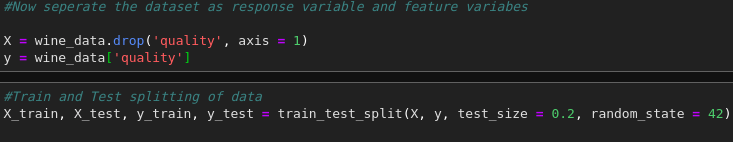 #Now seperate the dataset as response variable and feature variabes
X = wine_data.drop('quality', axis = 1)
y = wine_data['quality']
#Train and Test splitting of data
X_train, X_test, y_train, y_test = train_test_split(X, y, test_size = 0.2, random_state = 42)